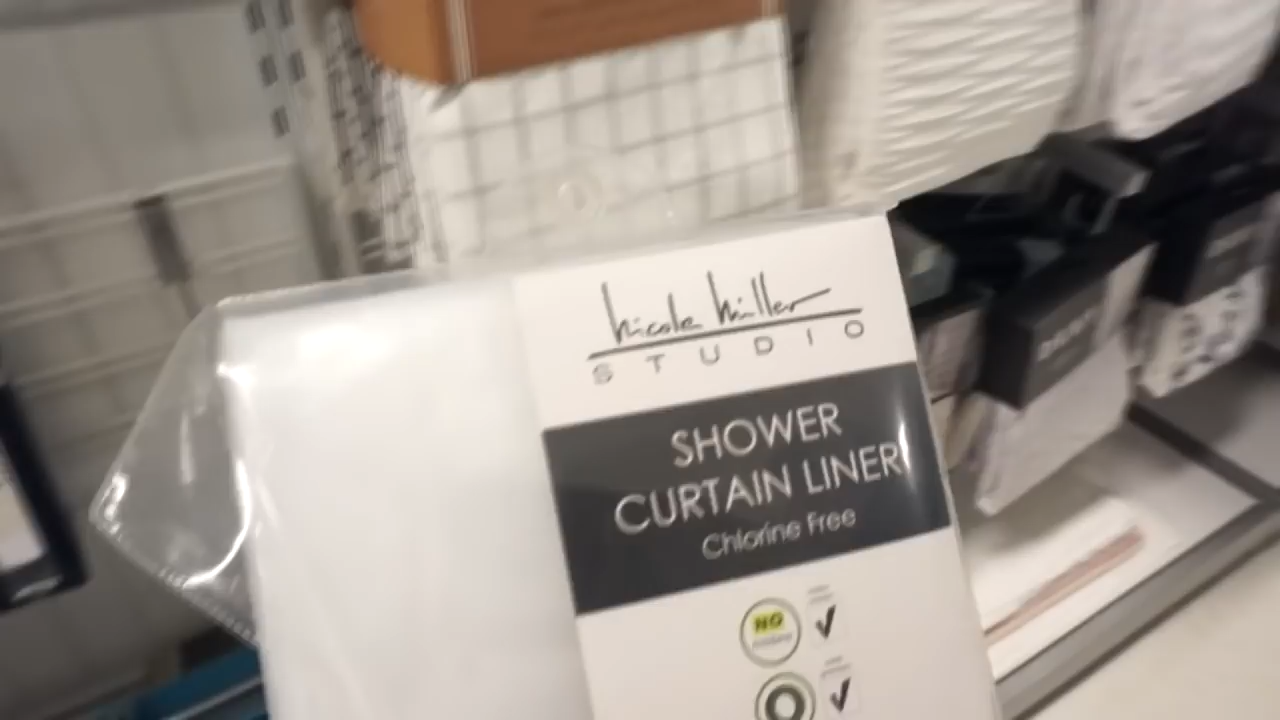 nicole miller
STUDIO
SHOWER
CURTAIN LINER
Chlorine Free
NO